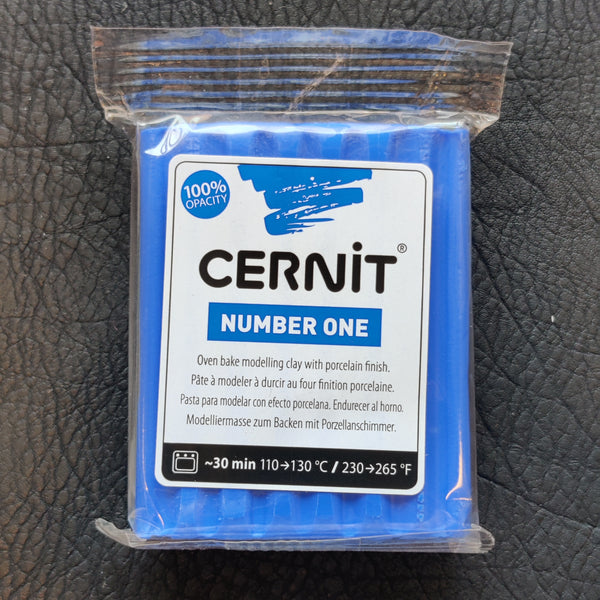 100%
OPACITY
CERNiT®
NUMBER ONE
Oven bake modelling clay with porcelain finish.
Pâte à modeler à durcir au four finition porcelaine.
Pasta para modelar con efecto porcelana. Endurecer al horno.
Modelliermasse zum Backen mit Porzellanschimmer.
~30 min 110→130 °C / 230→265 °F